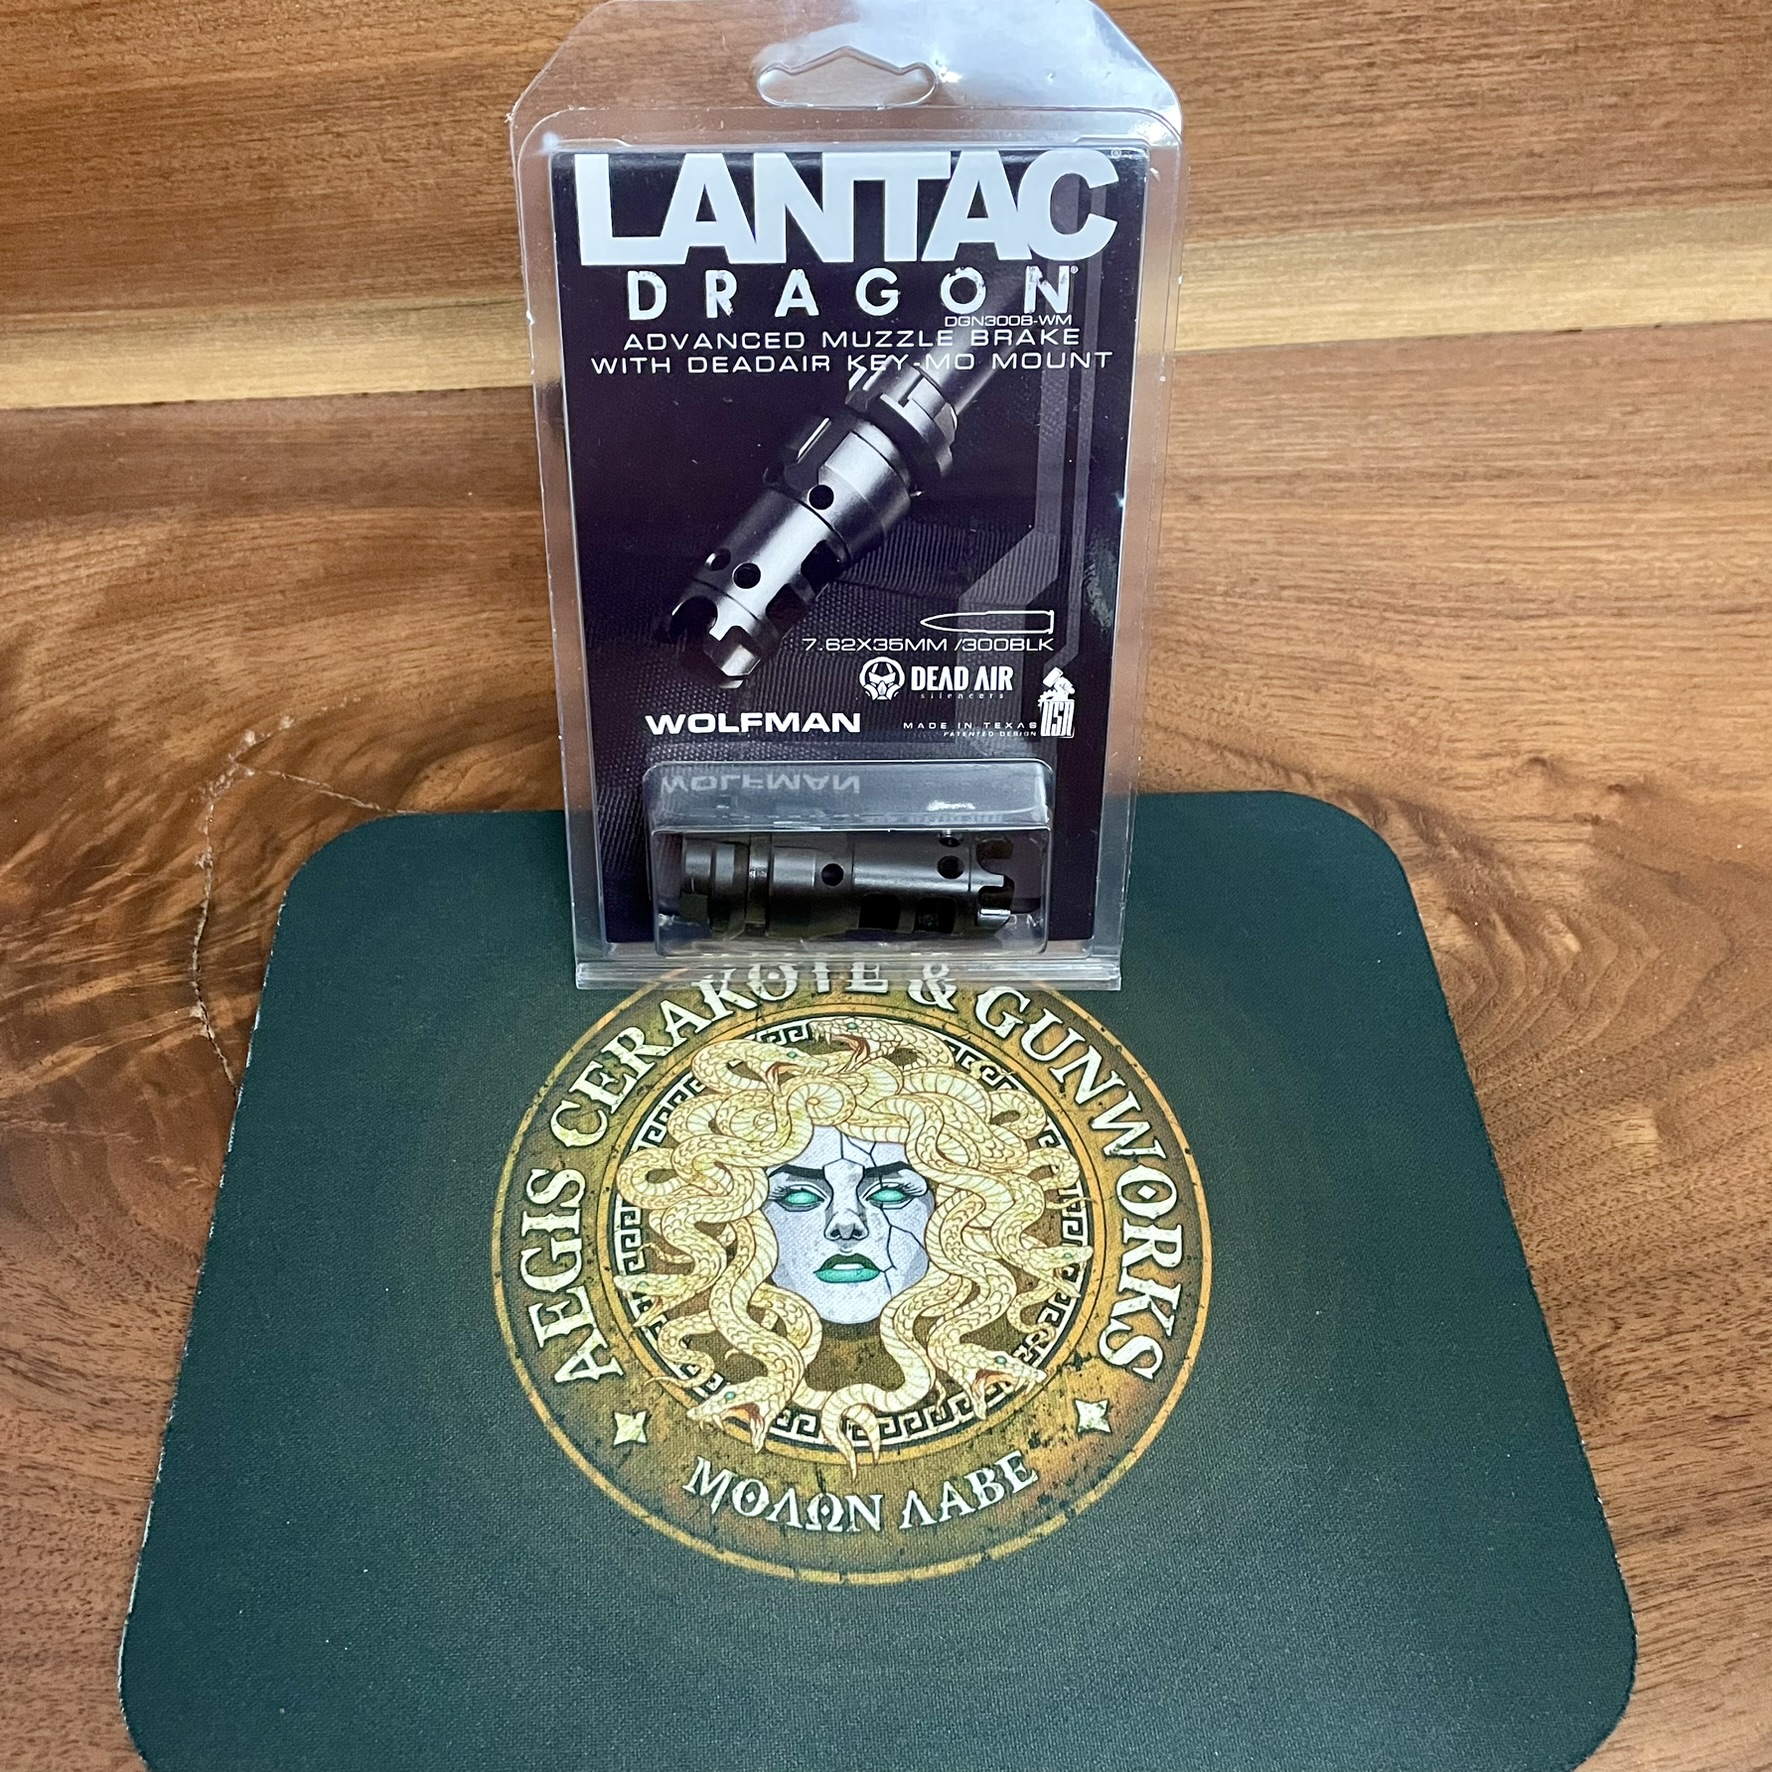 LANTAC®
DRAGON®
DGN300B-WM
ADVANCED MUZZLE BRAKE
WITH DEADAIR KEY-MO MOUNT
7.62X35MM /300BLK
DEAD AIR
silencers
WOLFMAN
MADE IN TEXAS
PATENTED DESIGN
USA
WOLFMAN
AEGIS CERAKOTE & GUNWORKS
ΜΟΛΩΝ ΛΑΒΕ